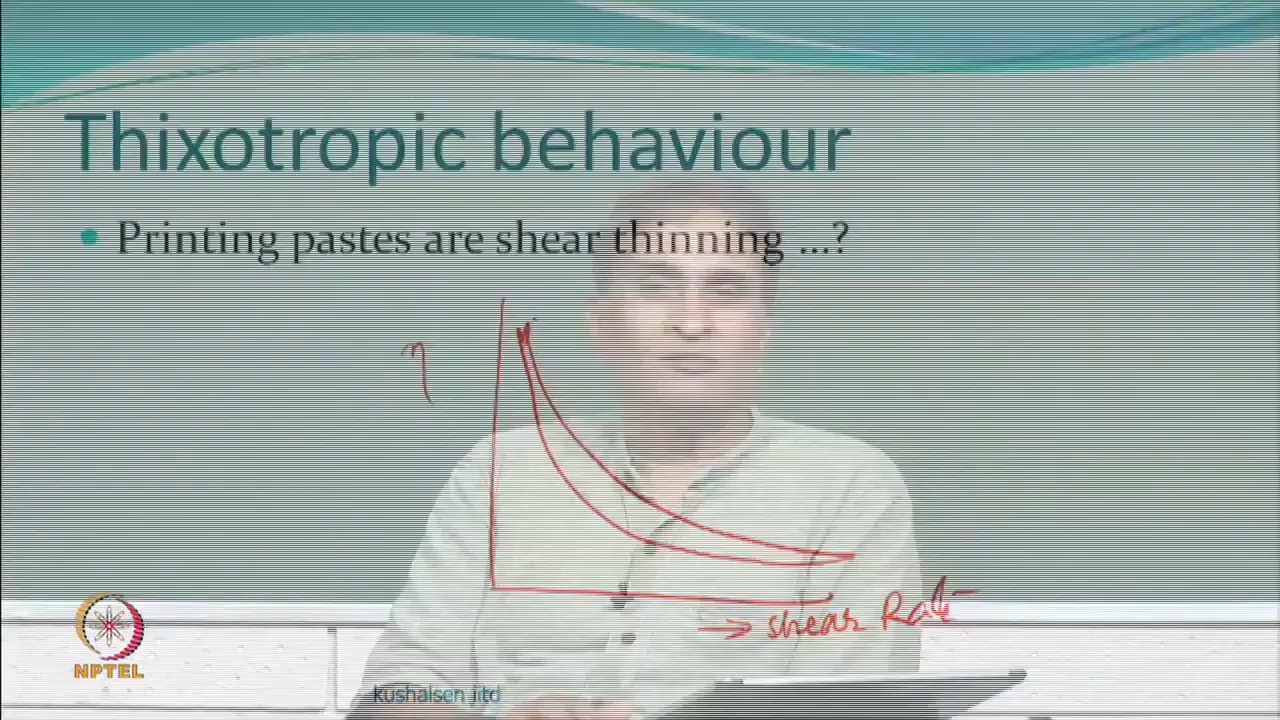 Thixotropic behaviour
• Printing pastes are shear thinning ...?
η
→ shear Rate
NPTEL
kushalsen iitd